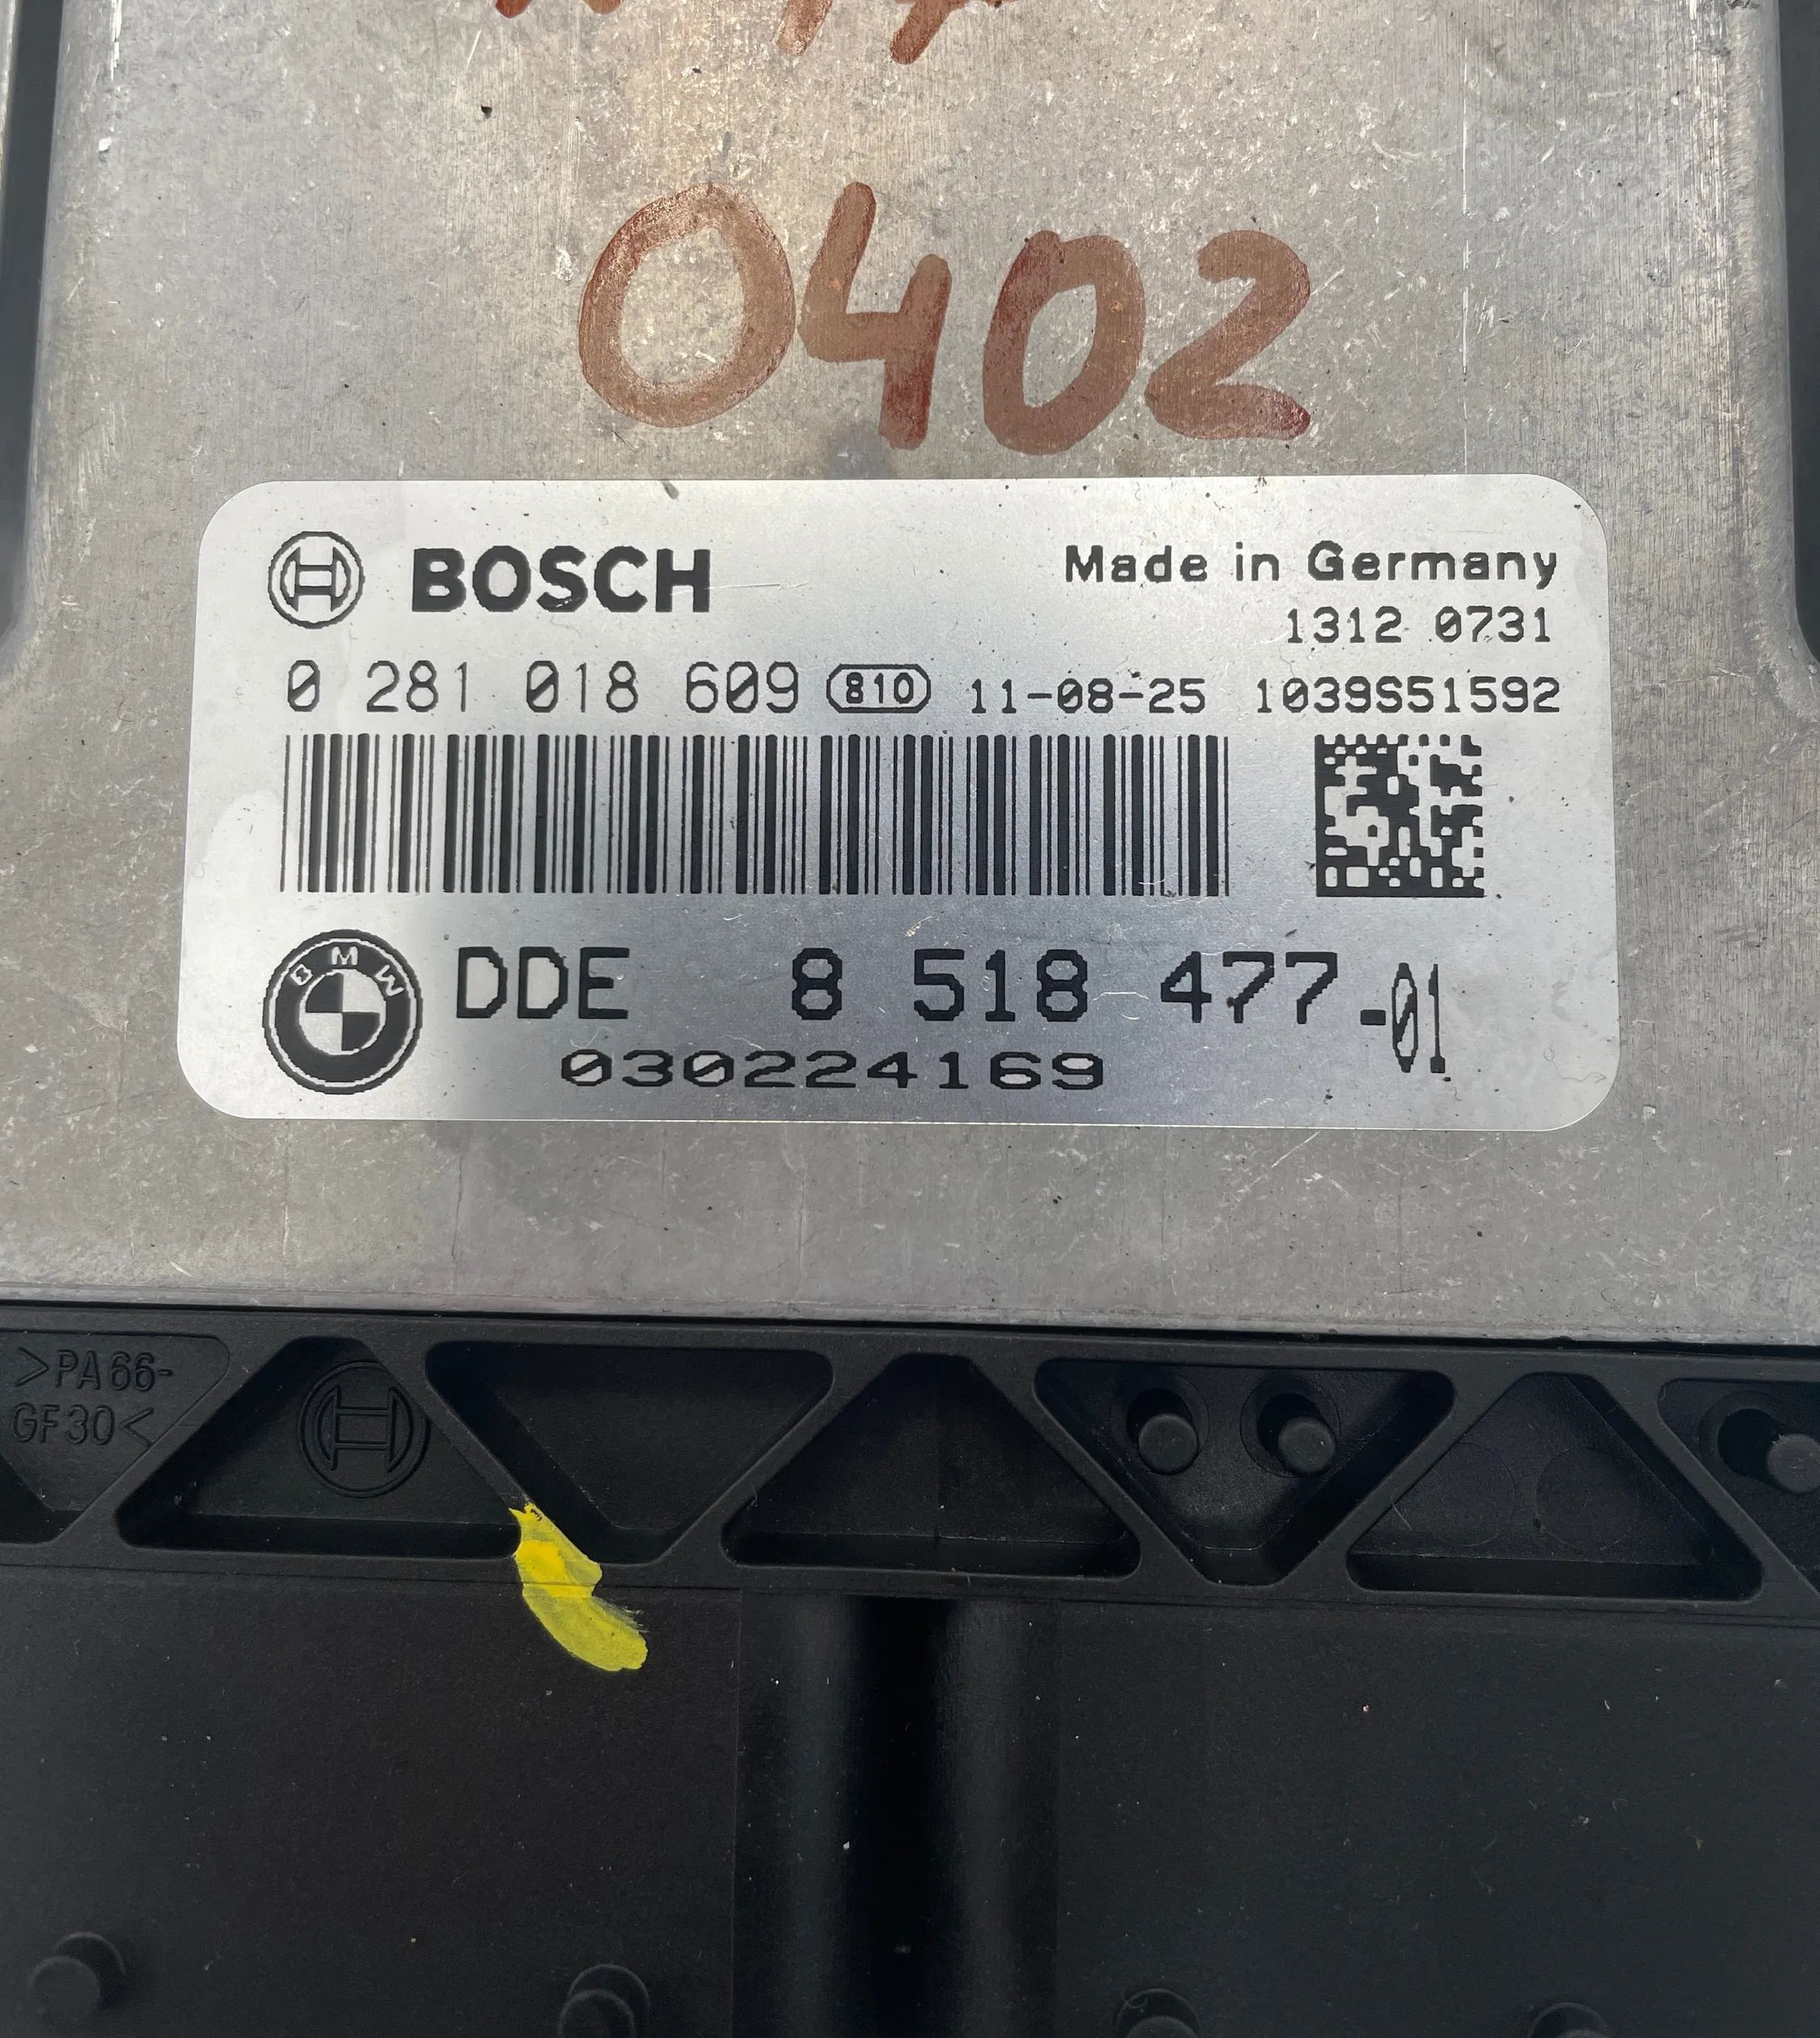 0402
BOSCH
Made in Germany
1312 0731
0 281 018 609 810 11-08-25 1039S51592
BMW
DDE 8 518 477-01
030224169
>PA66-
GF30<